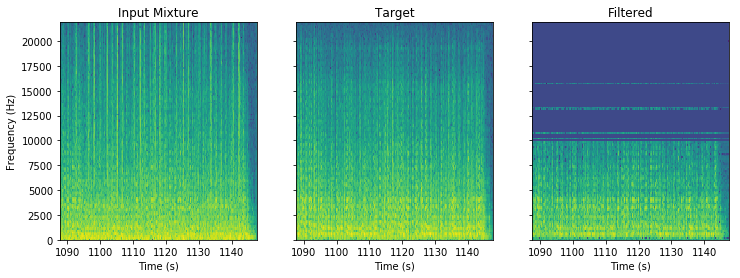 Input Mixture
Target
Filtered
Frequency (Hz)
20000
17500
15000
12500
10000
7500
5000
2500
0
1090 1100 1110 1120 1130 1140
1090 1100 1110 1120 1130 1140
1090 1100 1110 1120 1130 1140
Time (s)
Time (s)
Time (s)